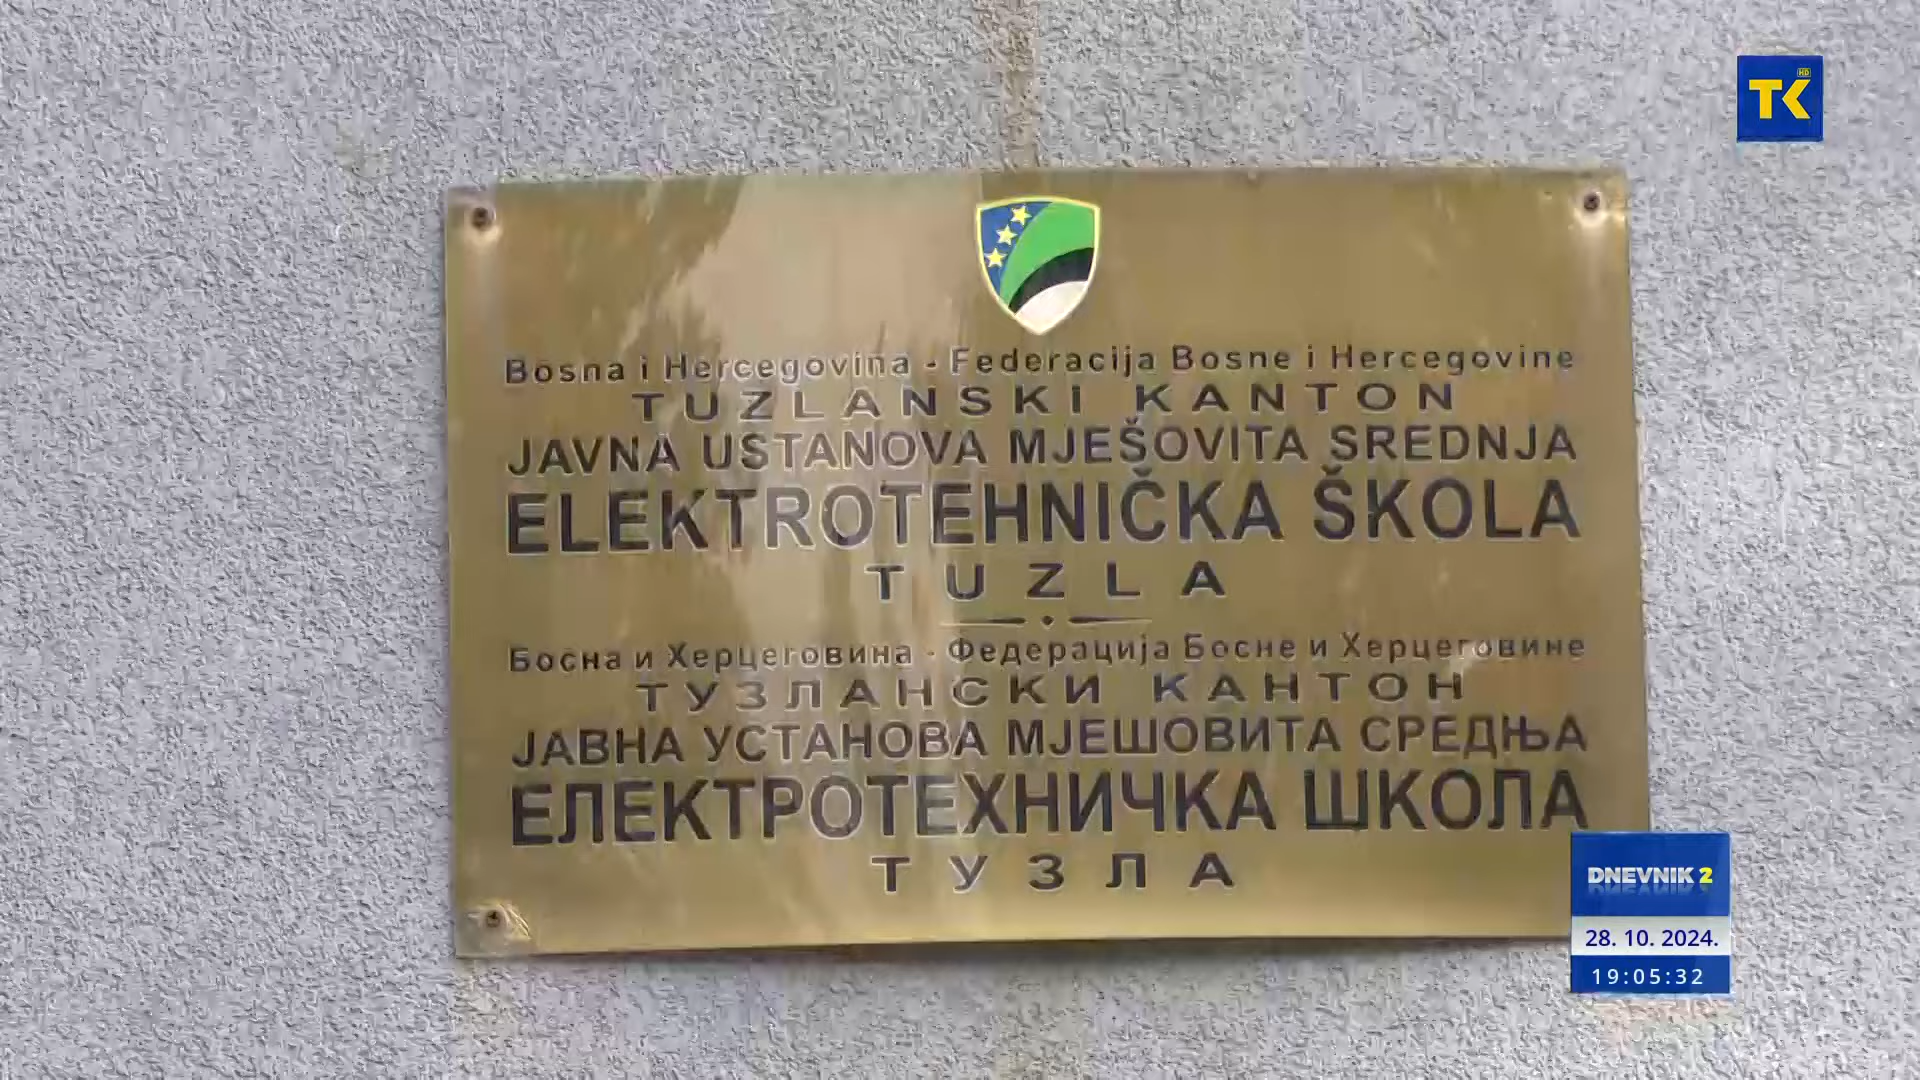 TK HD
Bosna i Hercegovina - Federacija Bosne i Hercegovine
TUZLANSKI KANTON
JAVNA USTANOVA MJEŠOVITA SREDNJA
ELEKTROTEHNIČKA ŠKOLA
TUZLA
Босна и Херцеговина - Федерација Босне и Херцеговине
ТУЗЛАНСКИ КАНТОН
ЈАВНА УСТАНОВА МЈЕШОВИТА СРЕДЊА
ЕЛЕКТРОТЕХНИЧКА ШКОЛА
ТУЗЛА
DNEVNIK 2
28. 10. 2024.
19:05:32